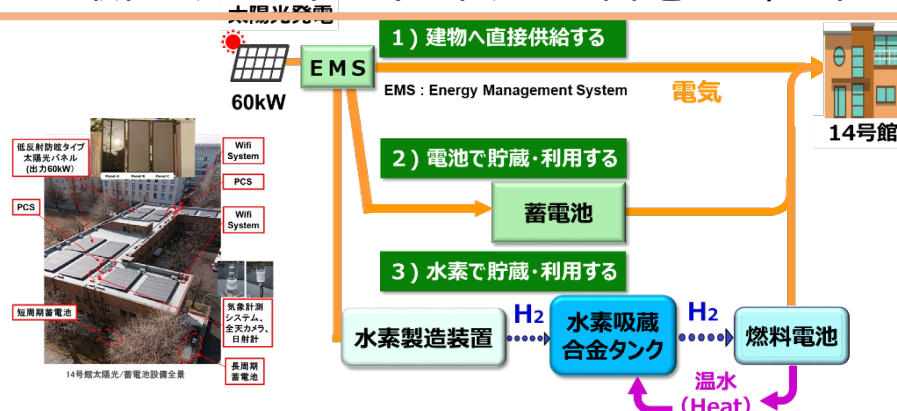 太陽光発電
1）建物へ直接供給する
EMS
EMS : Energy Management System
電気
60kW
14号館
低反射防眩タイプ
太陽光パネル
(出力60kW)
Panel A Panel B Panel C
Wifi
System
PCS
PCS
Wifi
System
2）電池で貯蔵･利用する
蓄電池
3）水素で貯蔵･利用する
気象計測
システム、
全天カメラ、
日射計
短周期蓄電池
長周期
蓄電池
14号館太陽光/蓄電池設備全景
水素製造装置
H2
水素吸蔵
合金タンク
H2
燃料電池
温水
（Heat）